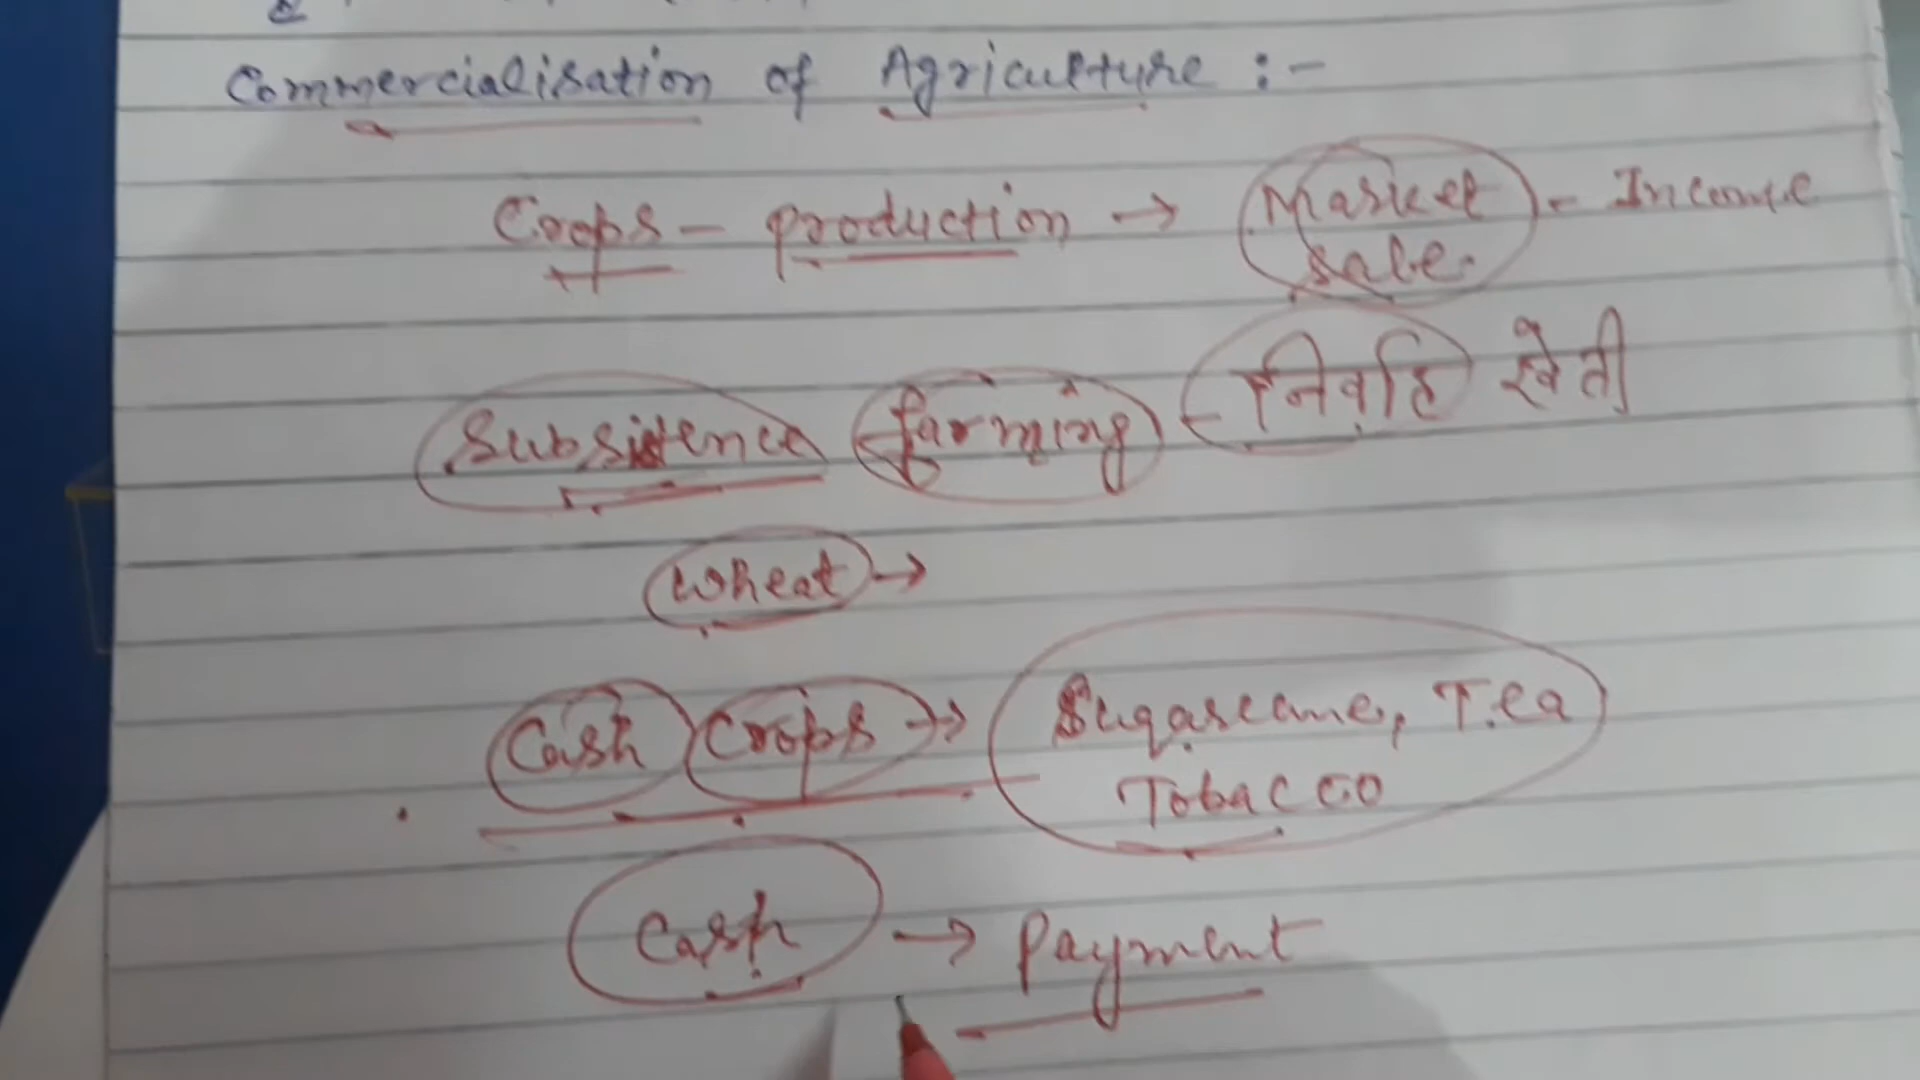 Commercialisation of Agriculture :-
Crops - production → Market - Income
sale.
Subsistence farming - निर्वाह खेती
Wheat →
Cash Crops → Sugarcane, Tea
Tobacco
Cash → Payment